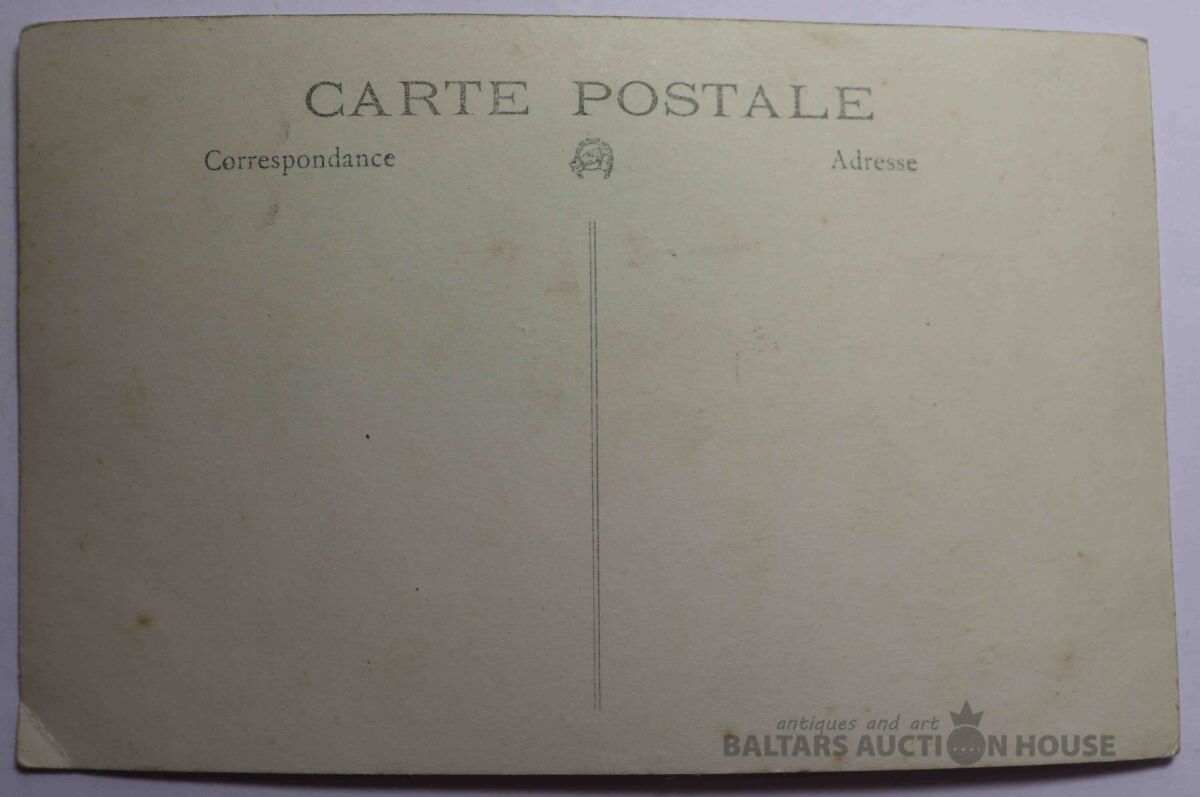 CARTE POSTALE
Correspondance
Adresse
antiques and art
BALTARS AUCTION HOUSE